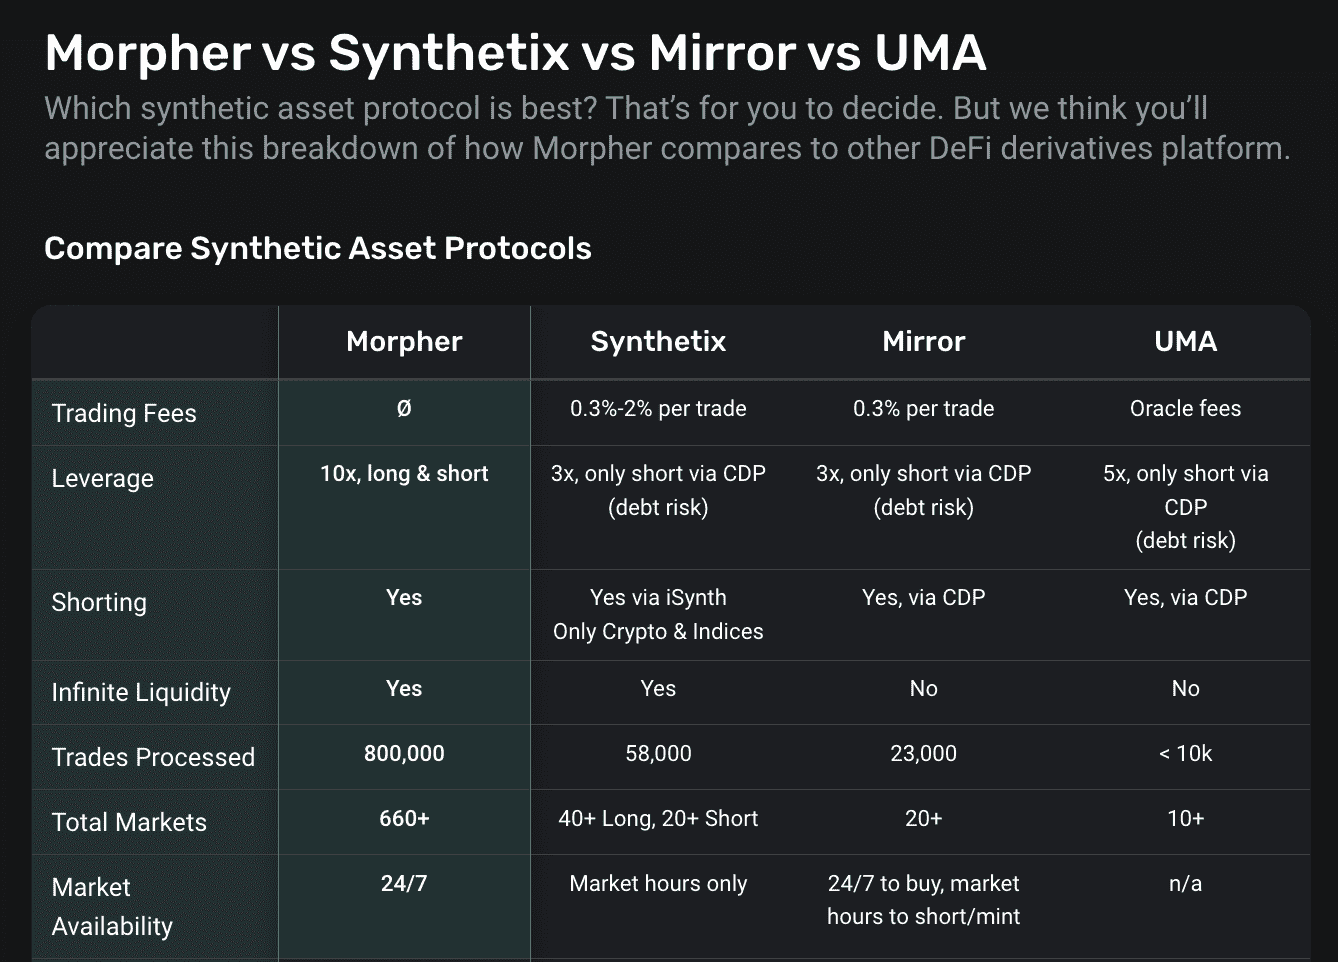 Morpher vs Synthetix vs Mirror vs UMA
Which synthetic asset protocol is best? That’s for you to decide. But we think you’ll
appreciate this breakdown of how Morpher compares to other DeFi derivatives platform.
Compare Synthetic Asset Protocols
Morpher Synthetix Mirror UMA
Trading Fees Ø 0.3%-2% per trade 0.3% per trade Oracle fees
Leverage 10x, long & short 3x, only short via CDP 3x, only short via CDP 5x, only short via
(debt risk) (debt risk) CDP
(debt risk)
Shorting Yes Yes via iSynth Yes, via CDP Yes, via CDP
Only Crypto & Indices
Infinite Liquidity Yes Yes No No
Trades Processed 800,000 58,000 23,000 < 10k
Total Markets 660+ 40+ Long, 20+ Short 20+ 10+
Market 24/7 Market hours only 24/7 to buy, market n/a
Availability hours to short/mint